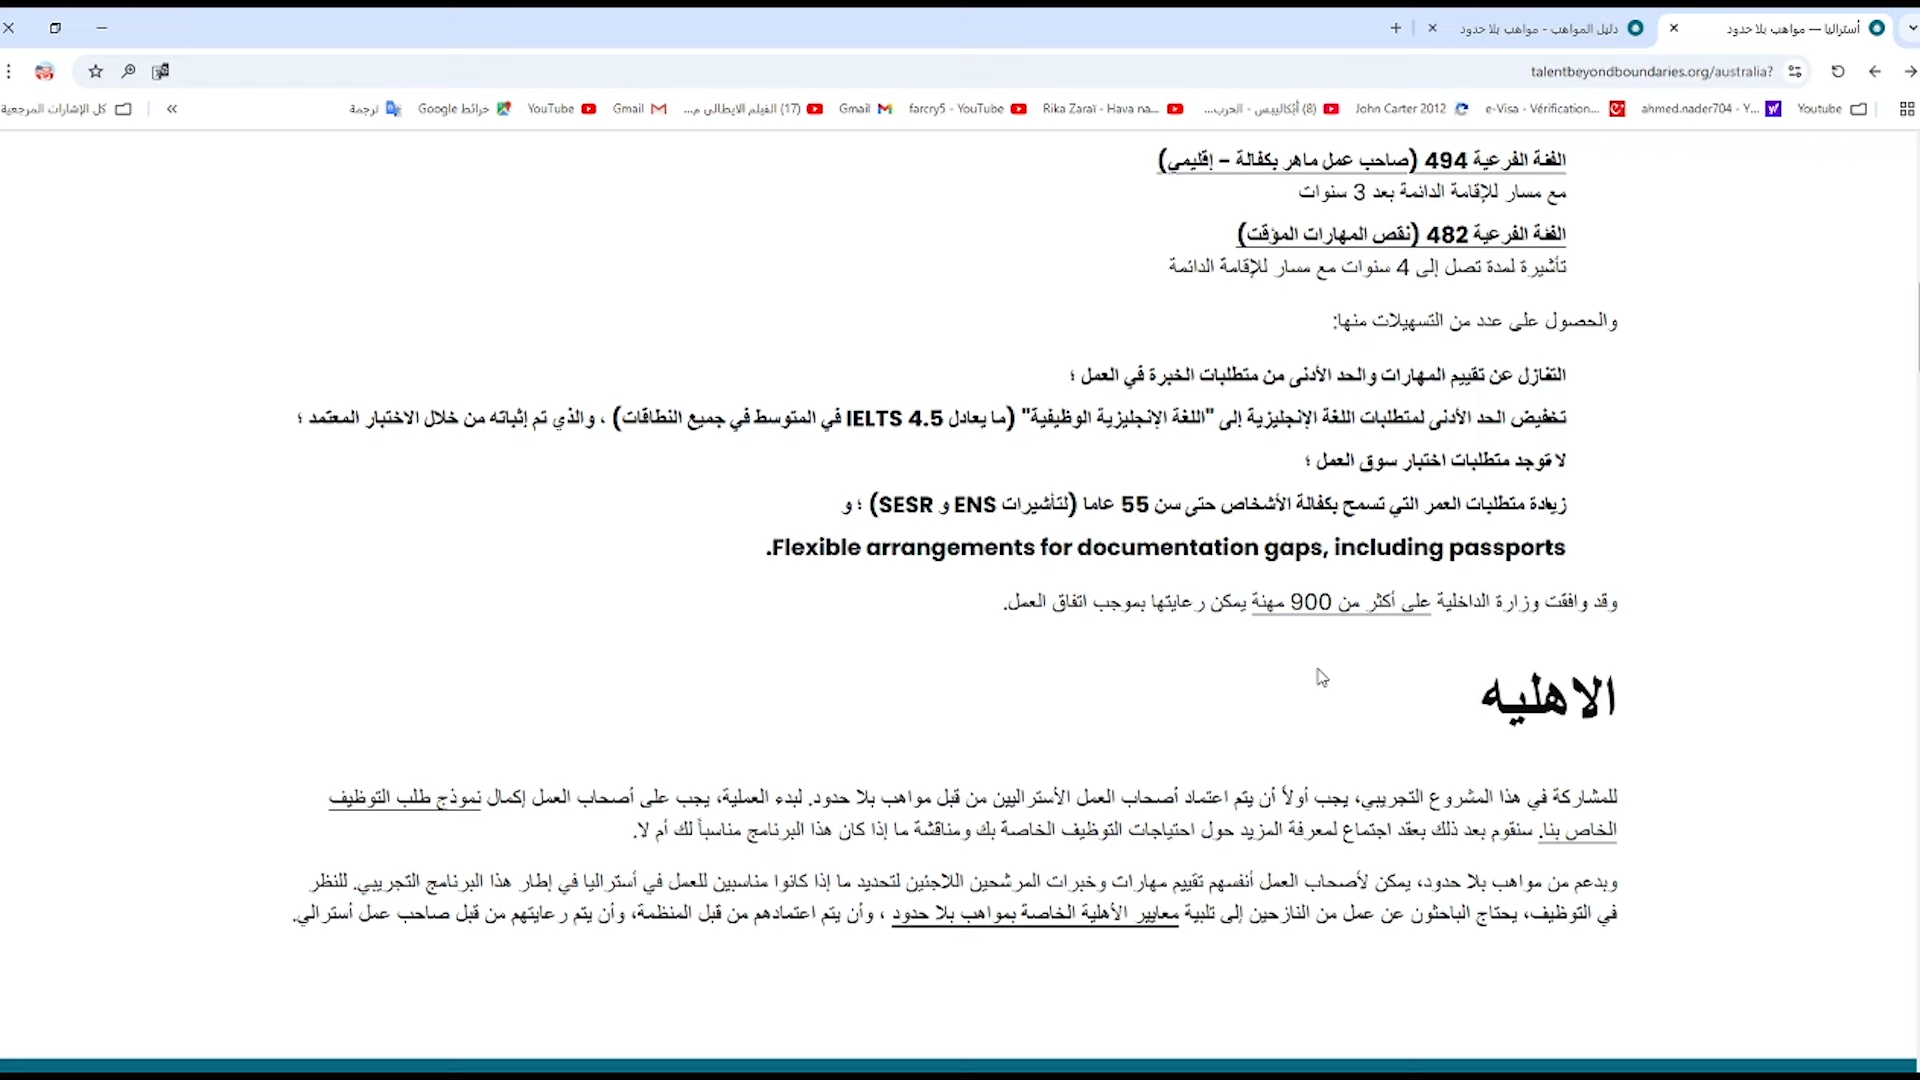 أستراليا — مواهب بلا حدود
دليل المواهب - مواهب بلا حدود
talentbeyondboundaries.org/australia?
Youtube
ahmed.nader704 - Y...
e-Visa - Vérification...
John Carter 2012
(8) أبكاليبس - الحرب...
Rika Zaraï - Hava na...
farcry5 - YouTube
Gmail
(17) الفيلم الايطالى م...
Gmail
YouTube
خرائط Google
ترجمة
كل الإشارات المرجعية
الفئة الفرعية 494 (صاحب عمل ماهر بكفالة – إقليمي)
مع مسار للإقامة الدائمة بعد 3 سنوات
الفئة الفرعية 482 (نقص المهارات المؤقت)
تأشيرة لمدة تصل إلى 4 سنوات مع مسار للإقامة الدائمة
والحصول على عدد من التسهيلات منها:
التنازل عن تقييم المهارات والحد الأدنى من متطلبات الخبرة في العمل ؛
تخفيض الحد الأدنى لمتطلبات اللغة الإنجليزية إلى "اللغة الإنجليزية الوظيفية" (ما يعادل IELTS 4.5 في المتوسط في جميع النطاقات) ، والذي تم إثباته من خلال الاختبار المعتمد ؛
لا توجد متطلبات اختبار سوق العمل ؛
زيادة متطلبات العمر التي تسمح بكفالة الأشخاص حتى سن 55 عاما (لتأشيرات ENS و SESR) ؛ و
Flexible arrangements for documentation gaps, including passports.
وقد وافقت وزارة الداخلية على أكثر من 900 مهنة يمكن رعايتها بموجب اتفاق العمل.
الاهليه
للمشاركة في هذا المشروع التجريبي، يجب أولاً أن يتم اعتماد أصحاب العمل الأستراليين من قبل مواهب بلا حدود. لبدء العملية، يجب على أصحاب العمل إكمال نموذج طلب التوظيف
الخاص بنا. سنقوم بعد ذلك بعقد اجتماع لمعرفة المزيد حول احتياجات التوظيف الخاصة بك ومناقشة ما إذا كان هذا البرنامج مناسباً لك أم لا.
وبدعم من مواهب بلا حدود، يمكن لأصحاب العمل أنفسهم تقييم مهارات وخبرات المرشحين اللاجئين لتحديد ما إذا كانوا مناسبين للعمل في أستراليا في إطار هذا البرنامج التجريبي. للنظر
في التوظيف، يحتاج الباحثون عن عمل من النازحين إلى تلبية معايير الأهلية الخاصة بمواهب بلا حدود ، وأن يتم اعتمادهم من قبل المنظمة، وأن يتم رعايتهم من قبل صاحب عمل أسترالي.